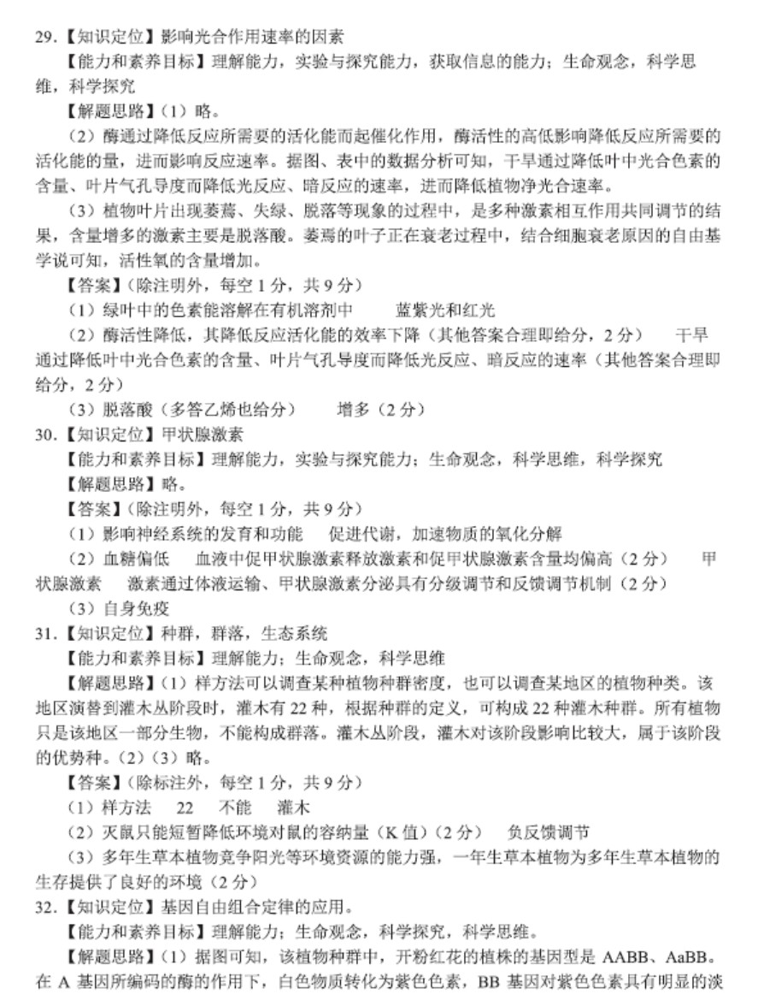 29.【知识定位】影响光合作用速率的因素
【能力和素养目标】理解能力，实验与探究能力，获取信息的能力；生命观念，科学思
维，科学探究
【解题思路】（1）略。
（2）酶通过降低反应所需要的活化能而起催化作用，酶活性的高低影响降低反应所需要的
活化能的量，进而影响反应速率。据图、表中的数据分析可知，干旱通过降低叶中光合色素的
含量、叶片气孔导度而降低光反应、暗反应的速率，进而降低植物净光合速率。
（3）植物叶片出现萎蔫、失绿、脱落等现象的过程中，是多种激素相互作用共同调节的结
果，含量增多的激素主要是脱落酸。萎焉的叶子正在衰老过程中，结合细胞衰老原因的自由基
学说可知，活性氧的含量增加。
【答案】（除注明外，每空 1 分，共 9 分）
（1）绿叶中的色素能溶解在有机溶剂中　　蓝紫光和红光
（2）酶活性降低，其降低反应活化能的效率下降（其他答案合理即给分，2 分）　　干旱
通过降低叶中光合色素的含量、叶片气孔导度而降低光反应、暗反应的速率（其他答案合理即
给分，2 分）
（3）脱落酸（多答乙烯也给分）　　增多（2 分）
30.【知识定位】甲状腺激素
【能力和素养目标】理解能力，实验与探究能力；生命观念，科学思维，科学探究
【解题思路】略。
【答案】（除注明外，每空 1 分，共 9 分）
（1）影响神经系统的发育和功能　　促进代谢，加速物质的氧化分解
（2）血糖偏低　　血液中促甲状腺激素释放激素和促甲状腺激素含量均偏高（2 分）　　甲
状腺激素　　激素通过体液运输、甲状腺激素分泌具有分级调节和反馈调节机制（2 分）
（3）自身免疫
31.【知识定位】种群，群落，生态系统
【能力和素养目标】理解能力；生命观念，科学思维
【解题思路】（1）样方法可以调查某种植物种群密度，也可以调查某地区的植物种类。该
地区演替到灌木丛阶段时，灌木有 22 种，根据种群的定义，可构成 22 种灌木种群。所有植物
只是该地区一部分生物，不能构成群落。灌木丛阶段，灌木对该阶段影响比较大，属于该阶段
的优势种。（2）（3）略。
【答案】（除标注外，每空 1 分，共 9 分）
（1）样方法　　22　　不能　　灌木
（2）灭鼠只能短暂降低环境对鼠的容纳量（K 值）（2 分）　　负反馈调节
（3）多年生草本植物竞争阳光等环境资源的能力强，一年生草本植物为多年生草本植物的
生存提供了良好的环境（2 分）
32.【知识定位】基因自由组合定律的应用。
【能力和素养目标】理解能力；生命观念，科学探究，科学思维。
【解题思路】（1）据图可知，该植物种群中，开粉红花的植株的基因型是 AABB、AaBB。
在 A 基因所编码的酶的作用下，白色物质转化为紫色色素，BB 基因对紫色色素具有明显的淡